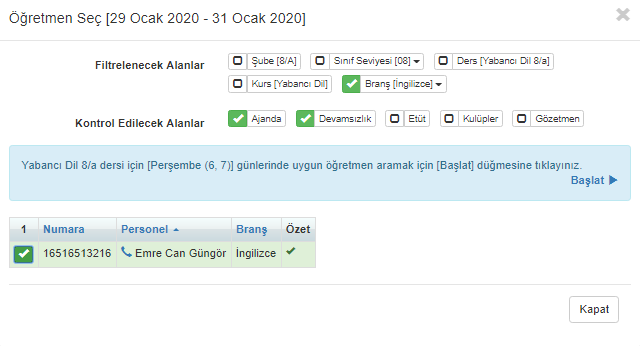 Öğretmen Seç [29 Ocak 2020 - 31 Ocak 2020]
Filtrelenecek Alanlar Şube [8/A] Sınıf Seviyesi [08] Ders [Yabancı Dil 8/a]
Kurs [Yabancı Dil] Branş [İngilizce]
Kontrol Edilecek Alanlar Ajanda Devamsızlık Etüt Kulüpler Gözetmen
Yabancı Dil 8/a dersi için [Perşembe (6, 7)] günlerinde uygun öğretmen aramak için [Başlat] düğmesine tıklayınız.
Başlat
1 Numara Personel Branş Özet
16516513216 Emre Can Güngör İngilizce
Kapat